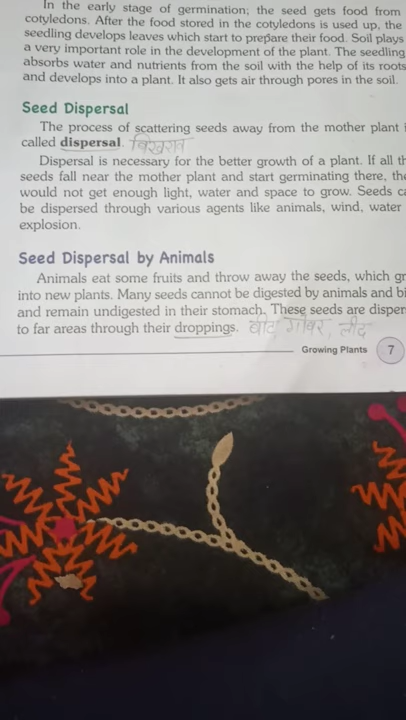 In the early stage of germination; the seed gets food from
cotyledons. After the food stored in the cotyledons is used up, the
seedling develops leaves which start to prepare their food. Soil plays
a very important role in the development of the plant. The seedling
absorbs water and nutrients from the soil with the help of its roots
and develops into a plant. It also gets air through pores in the soil.
Seed Dispersal
The process of scattering seeds away from the mother plant
called dispersal. बिखराव
Dispersal is necessary for the better growth of a plant. If all
seeds fall near the mother plant and start germinating there,
would not get enough light, water and space to grow. Seeds
be dispersed through various agents like animals, wind, water
explosion.
Seed Dispersal by Animals
Animals eat some fruits and throw away the seeds, which
into new plants. Many seeds cannot be digested by animals and
and remain undigested in their stomach. These seeds are
to far areas through their droppings. बीट, गोबर, लीद
Growing Plants 7